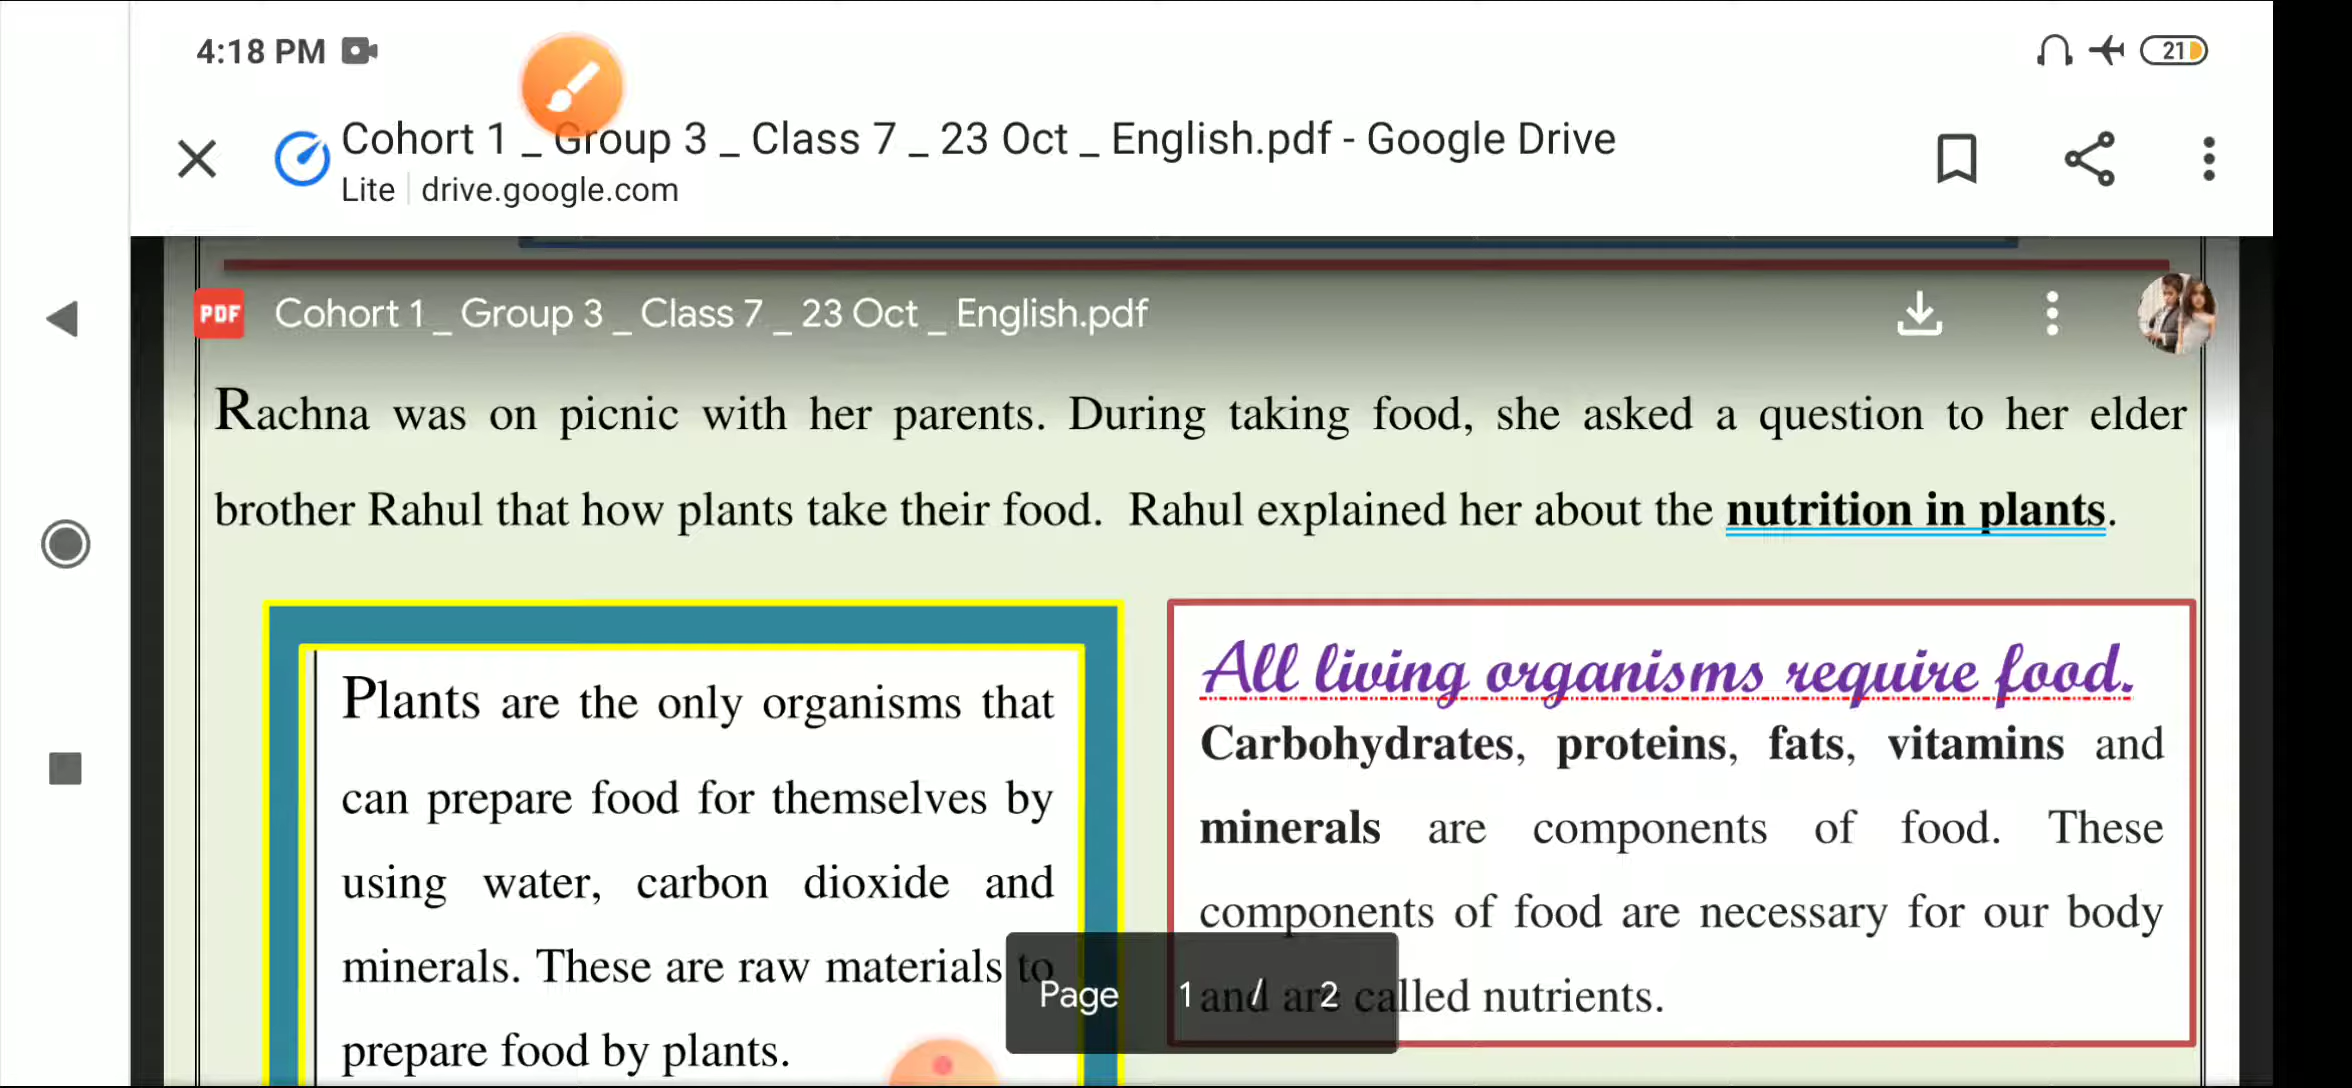 4:18 PM
21
Cohort 1 _ Group 3 _ Class 7 _ 23 Oct _ English.pdf - Google Drive
Lite drive.google.com
PDF Cohort 1 _ Group 3 _ Class 7 _ 23 Oct _ English.pdf
Rachna was on picnic with her parents. During taking food, she asked a question to her elder
brother Rahul that how plants take their food. Rahul explained her about the nutrition in plants.
Plants are the only organisms that
can prepare food for themselves by
using water, carbon dioxide and
minerals. These are raw materials to
prepare food by plants.
All living organisms require food.
Carbohydrates, proteins, fats, vitamins and
minerals are components of food. These
components of food are necessary for our body
and are called nutrients.
Page 1 / 2